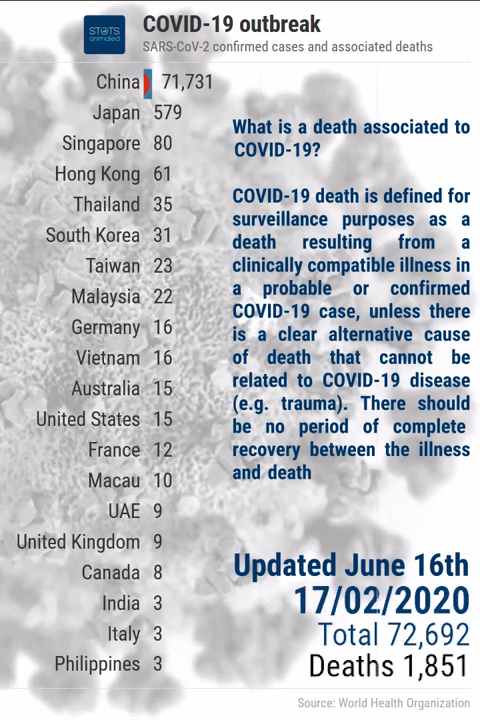 STATS
animated
COVID-19 outbreak
SARS-CoV-2 confirmed cases and associated deaths
China 71,731
Japan 579
Singapore 80
Hong Kong 61
Thailand 35
South Korea 31
Taiwan 23
Malaysia 22
Germany 16
Vietnam 16
Australia 15
United States 15
France 12
Macau 10
UAE 9
United Kingdom 9
Canada 8
India 3
Italy 3
Philippines 3
What is a death associated to
COVID-19?
COVID-19 death is defined for
surveillance purposes as a
death resulting from a
clinically compatible illness in
a probable or confirmed
COVID-19 case, unless there
is a clear alternative cause
of death that cannot be
related to COVID-19 disease
(e.g. trauma). There should
be no period of complete
recovery between the illness
and death
Updated June 16th
17/02/2020
Total 72,692
Deaths 1,851
Source: World Health Organization